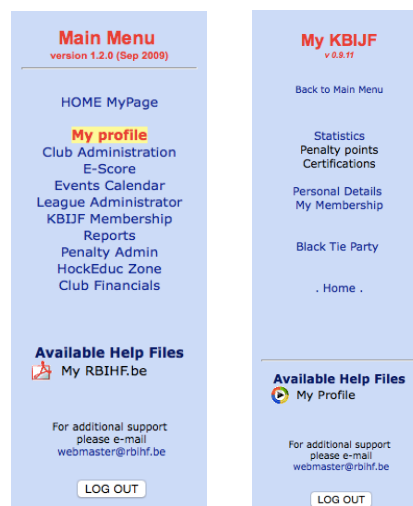 Main Menu
version 1.2.0 (Sep 2009)
HOME MyPage
My profile
Club Administration
E-Score
Events Calendar
League Administrator
KBIJF Membership
Reports
Penalty Admin
HockEduc Zone
Club Financials
Available Help Files
My RBIHF.be
For additional support
please e-mail
webmaster@rbihf.be
LOG OUT
My KBIJF
v 0.9.11
Back to Main Menu
Statistics
Penalty points
Certifications
Personal Details
My Membership
Black Tie Party
. Home .
Available Help Files
My Profile
For additional support
please e-mail
webmaster@rbihf.be
LOG OUT